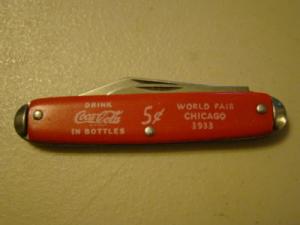 DRINK
Coca-Cola
IN BOTTLES
5¢
WORLD FAIR
CHICAGO
1933